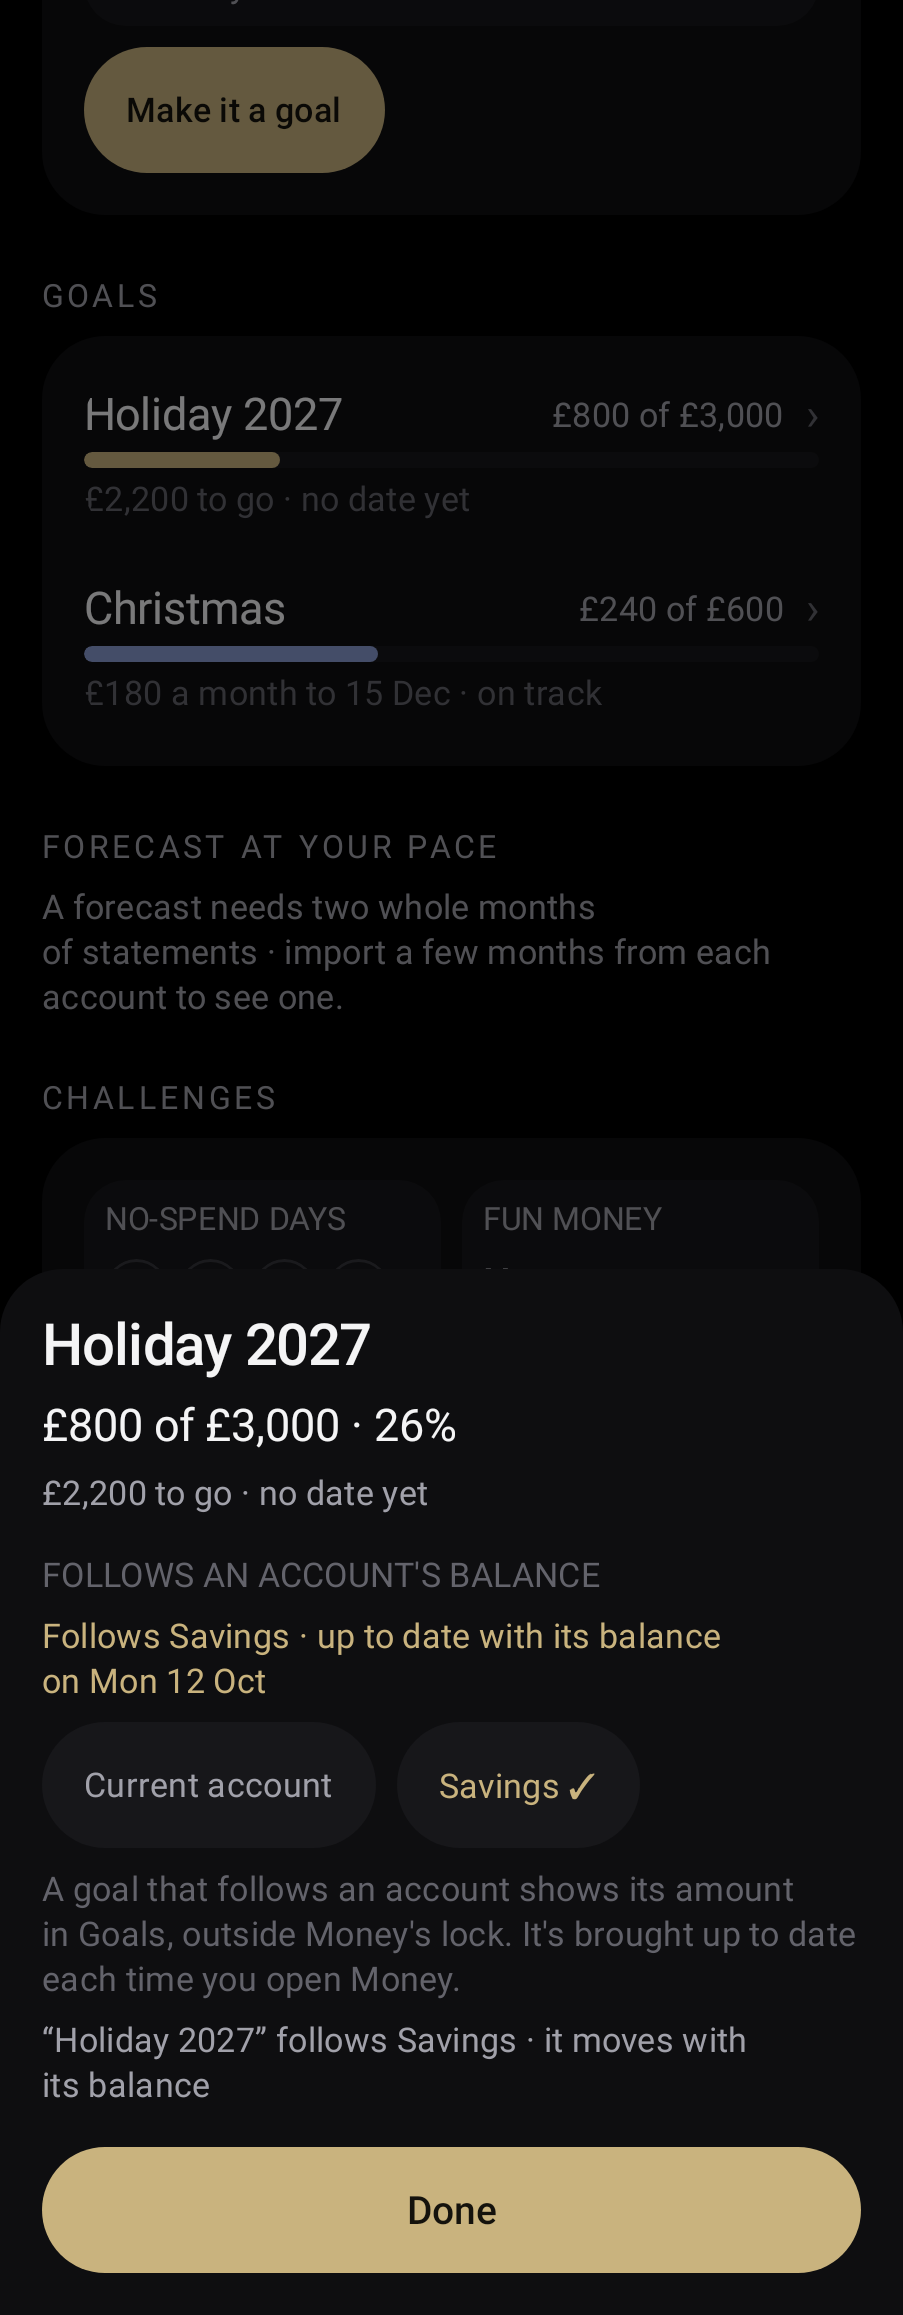 Make it a goal
GOALS
Holiday 2027 £800 of £3,000 ›
£2,200 to go · no date yet
Christmas £240 of £600 ›
£180 a month to 15 Dec · on track
FORECAST AT YOUR PACE
A forecast needs two whole months
of statements · import a few months from each
account to see one.
CHALLENGES
NO-SPEND DAYS FUN MONEY
Holiday 2027
£800 of £3,000 · 26%
£2,200 to go · no date yet
FOLLOWS AN ACCOUNT'S BALANCE
Follows Savings · up to date with its balance
on Mon 12 Oct
Current account Savings ✓
A goal that follows an account shows its amount
in Goals, outside Money's lock. It's brought up to date
each time you open Money.
“Holiday 2027” follows Savings · it moves with
its balance
Done